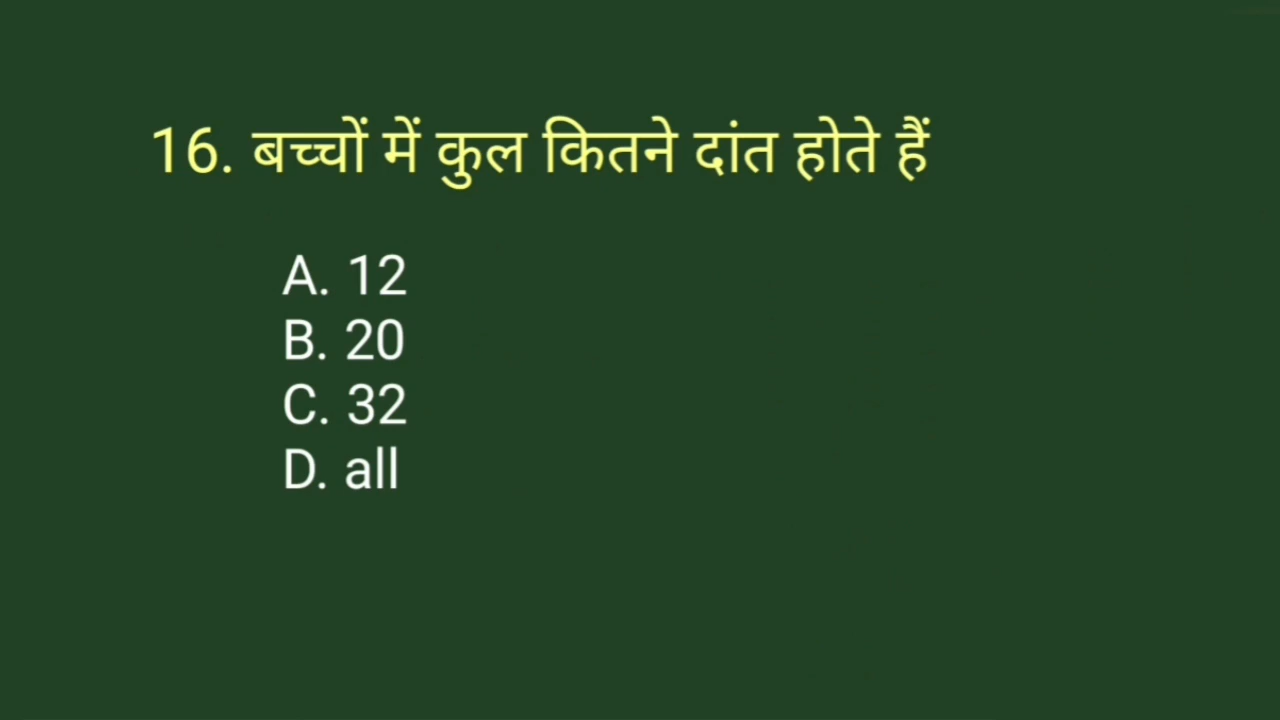 16. बच्चों में कुल कितने दांत होते हैं
A. 12
B. 20
C. 32
D. all